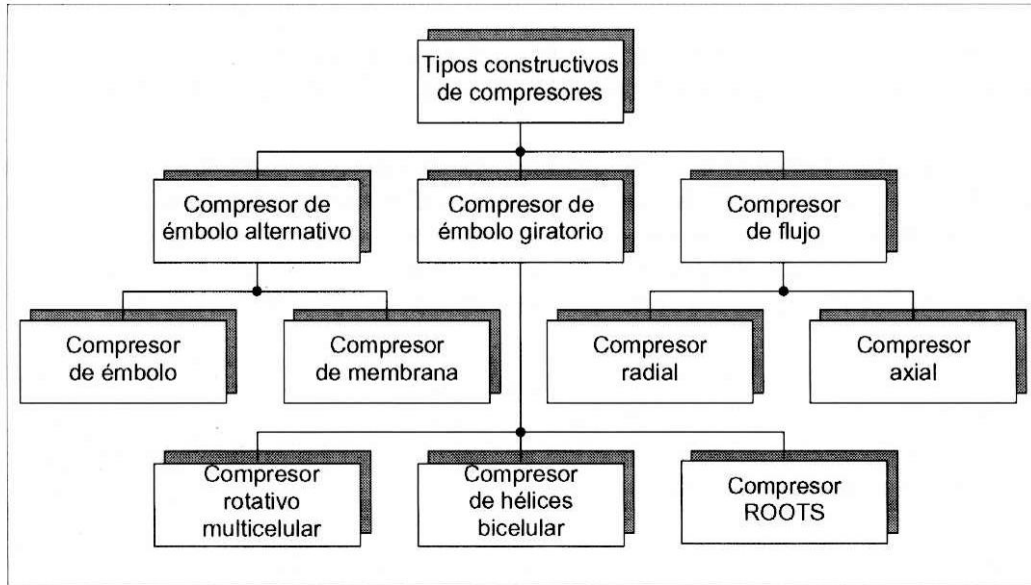 Tipos constructivos
de compresores
Compresor de
émbolo alternativo
Compresor de
émbolo giratorio
Compresor
de flujo
Compresor
de émbolo
Compresor
de membrana
Compresor
radial
Compresor
axial
Compresor
rotativo
multicelular
Compresor
de hélices
bicelular
Compresor
ROOTS